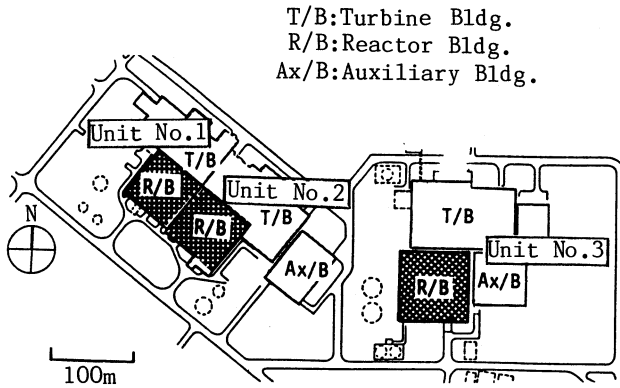 T/B:Turbine Bldg.
R/B:Reactor Bldg.
Ax/B:Auxiliary Bldg.
Unit No.1
T/B
R/B
Unit No.2
T/B
R/B
Ax/B
N
100m
T/B
Unit No.3
R/B
Ax/B